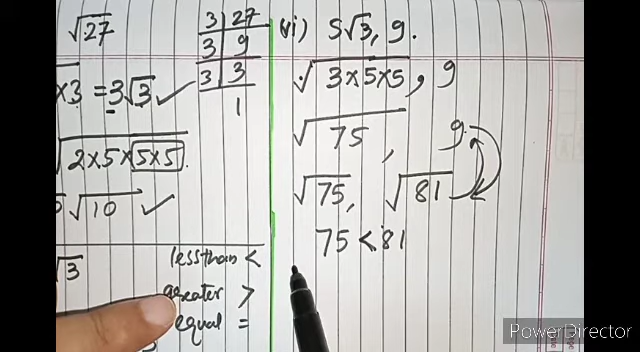 √27
3 | 27
3 | 9
3 | 3
1
×3 = 3√3 ✓
√2×5×5×5
√10 ✓
√3
less than <
greater >
equal =
(vi) 5√3, 9.
√3×5×5, 9
√75, 9
√75, √81
75 < 81
PowerDirector